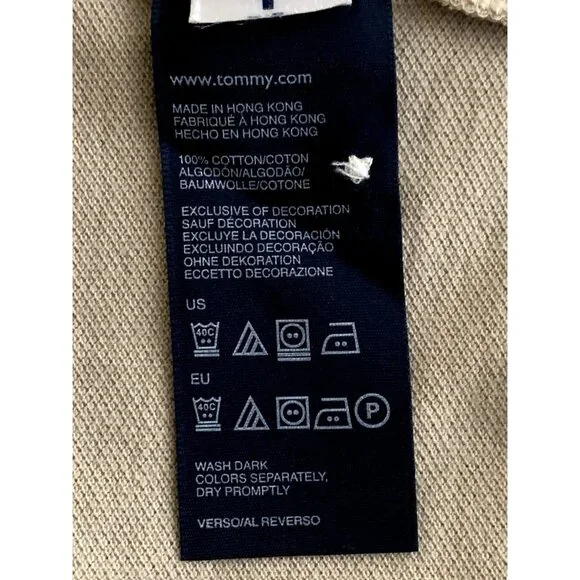 www.tommy.com
MADE IN HONG KONG
FABRIQUÉ À HONG KONG
HECHO EN HONG KONG
100% COTTON/COTON
ALGODÓN/ALGODÃO/
BAUMWOLLE/COTONE
EXCLUSIVE OF DECORATION
SAUF DÉCORATION
EXCLUYE LA DECORACIÓN
EXCLUINDO DECORAÇÃO
OHNE DEKORATION
ECCETTO DECORAZIONE
US
40C
EU
40C P
WASH DARK
COLORS SEPARATELY,
DRY PROMPTLY
VERSO/AL REVERSO